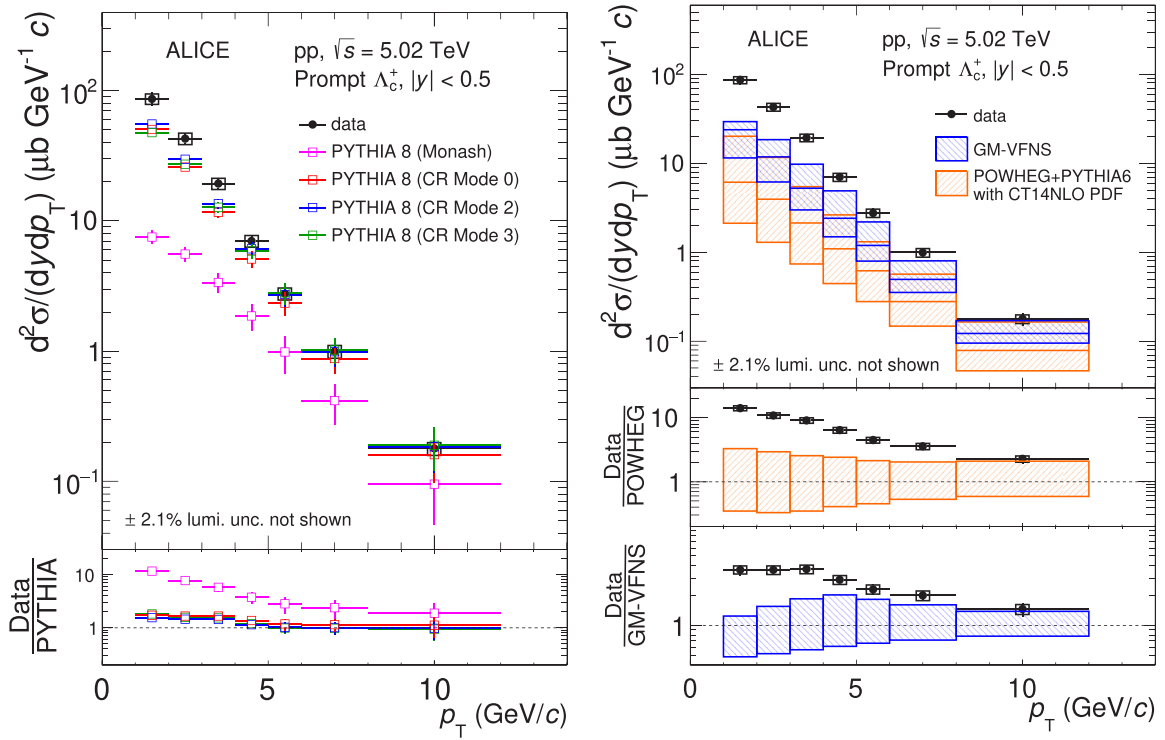 ALICE
pp, √s = 5.02 TeV
Prompt Λc+, |y| < 0.5
data
PYTHIA 8 (Monash)
PYTHIA 8 (CR Mode 0)
PYTHIA 8 (CR Mode 2)
PYTHIA 8 (CR Mode 3)
d²σ/(dydpT) (μb GeV⁻¹ c)
10²
10
1
10⁻¹
± 2.1% lumi. unc. not shown
Data
PYTHIA
10
1
0
5
10
pT (GeV/c)
ALICE
pp, √s = 5.02 TeV
Prompt Λc+, |y| < 0.5
data
GM-VFNS
POWHEG+PYTHIA6
with CT14NLO PDF
d²σ/(dydpT) (μb GeV⁻¹ c)
10²
10
1
10⁻¹
± 2.1% lumi. unc. not shown
Data
POWHEG
10
1
Data
GM-VFNS
1
0
5
10
pT (GeV/c)